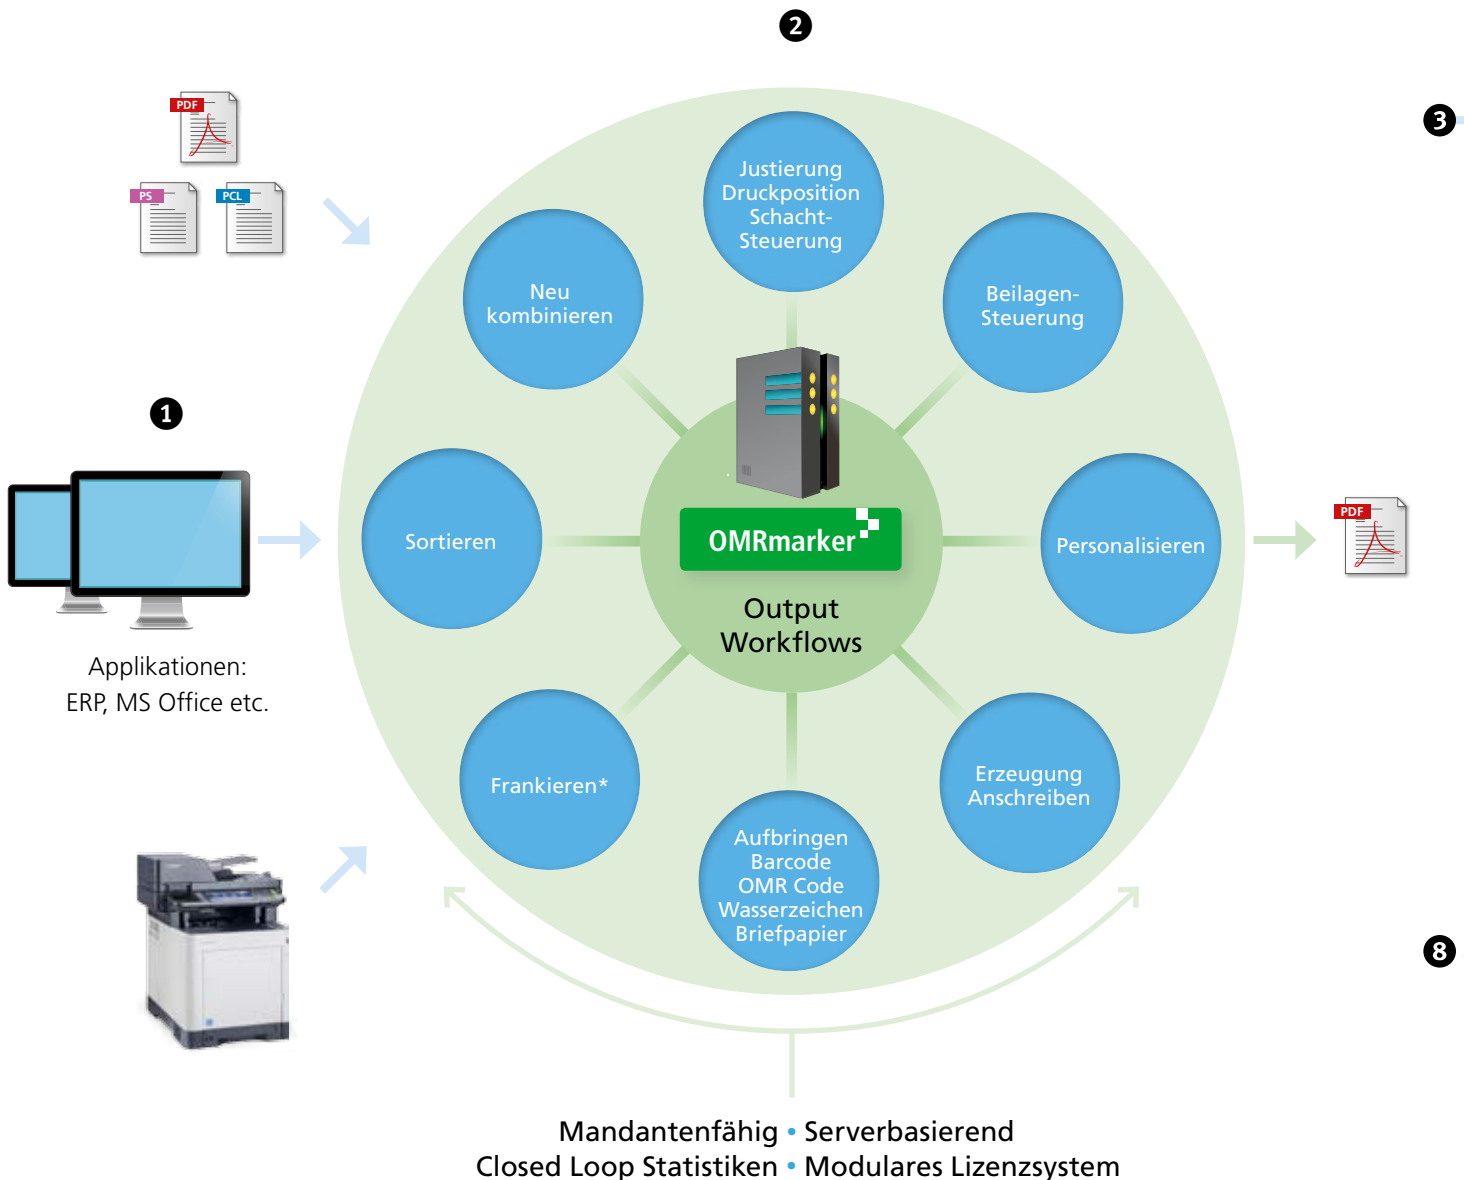 2
3
PDF
PS
PCL
Justierung
Druckposition
Schacht-
Steuerung
Neu
kombinieren
Beilagen-
Steuerung
1
Sortieren
OMRmarker
Output
Workflows
Personalisieren
PDF
Applikationen:
ERP, MS Office etc.
Frankieren*
Erzeugung
Anschreiben
Aufbringen
Barcode
OMR Code
Wasserzeichen
Briefpapier
8
Mandantenfähig • Serverbasierend
Closed Loop Statistiken • Modulares Lizenzsystem